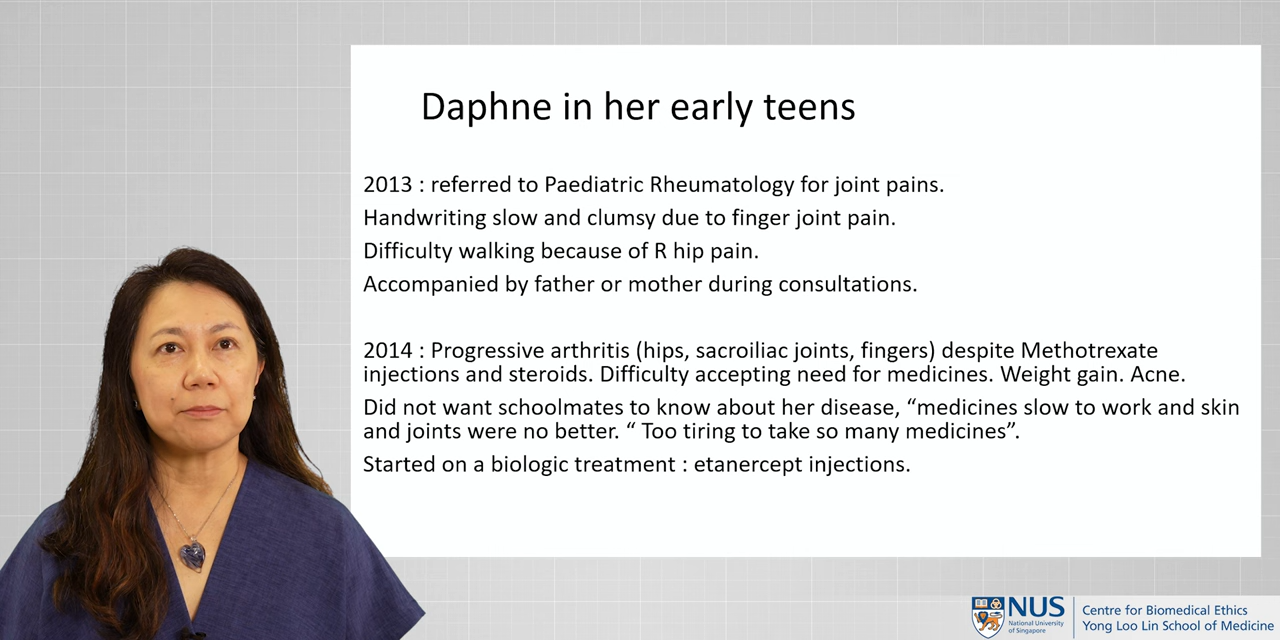 Daphne in her early teens
2013 : referred to Paediatric Rheumatology for joint pains.
Handwriting slow and clumsy due to finger joint pain.
Difficulty walking because of R hip pain.
Accompanied by father or mother during consultations.
2014 : Progressive arthritis (hips, sacroiliac joints, fingers) despite Methotrexate
injections and steroids. Difficulty accepting need for medicines. Weight gain. Acne.
Did not want schoolmates to know about her disease, “medicines slow to work and skin
and joints were no better. “ Too tiring to take so many medicines”.
Started on a biologic treatment : etanercept injections.
NUS
National University
of Singapore
Centre for Biomedical Ethics
Yong Loo Lin School of Medicine